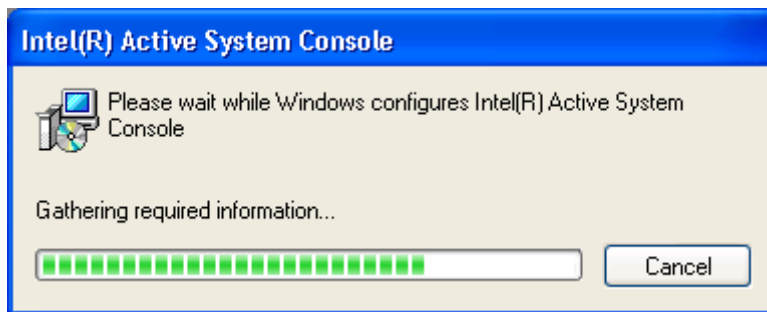 Intel(R) Active System Console
Please wait while Windows configures Intel(R) Active System
Console
Gathering required information...
Cancel